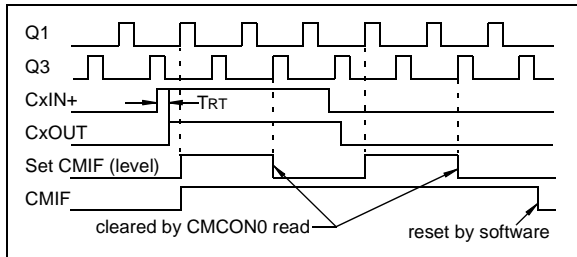 Q1
Q3
CxIN+
TRT
CxOUT
Set CMIF (level)
CMIF
cleared by CMCON0 read
reset by software